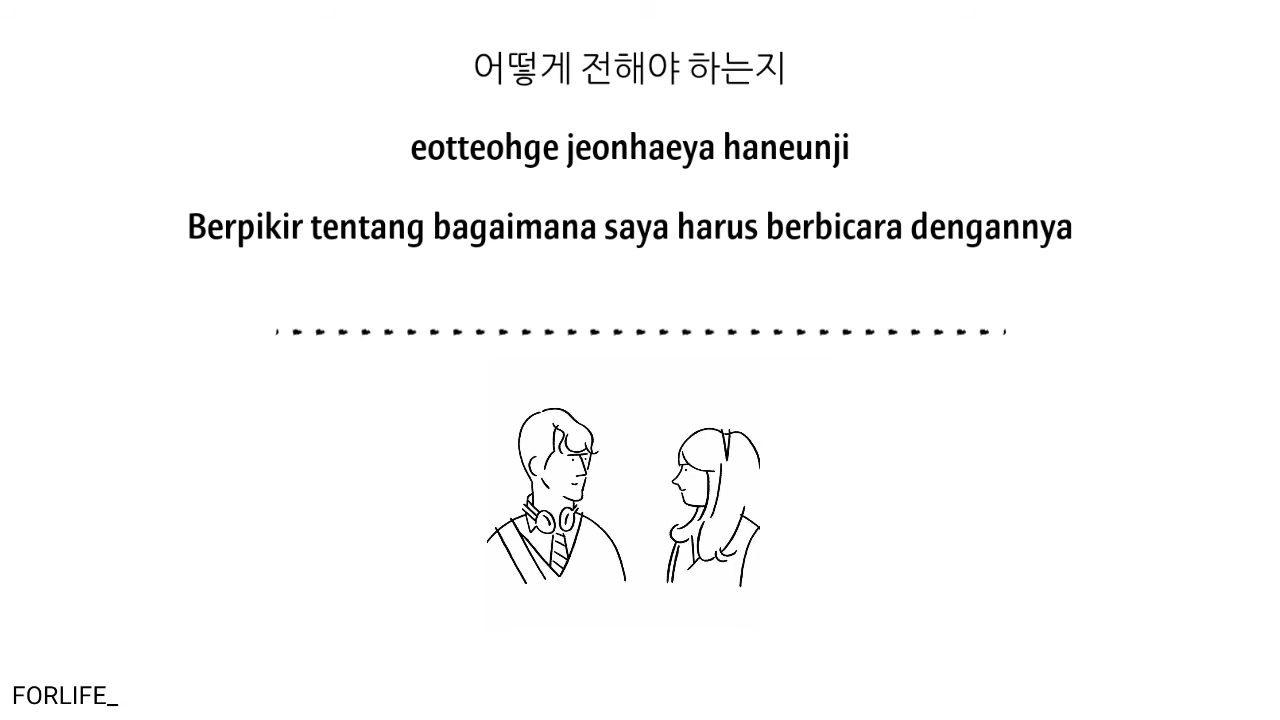 어떻게 전해야 하는지
eotteohge jeonhaeya haneunji
Berpikir tentang bagaimana saya harus berbicara dengannya
FORLIFE_